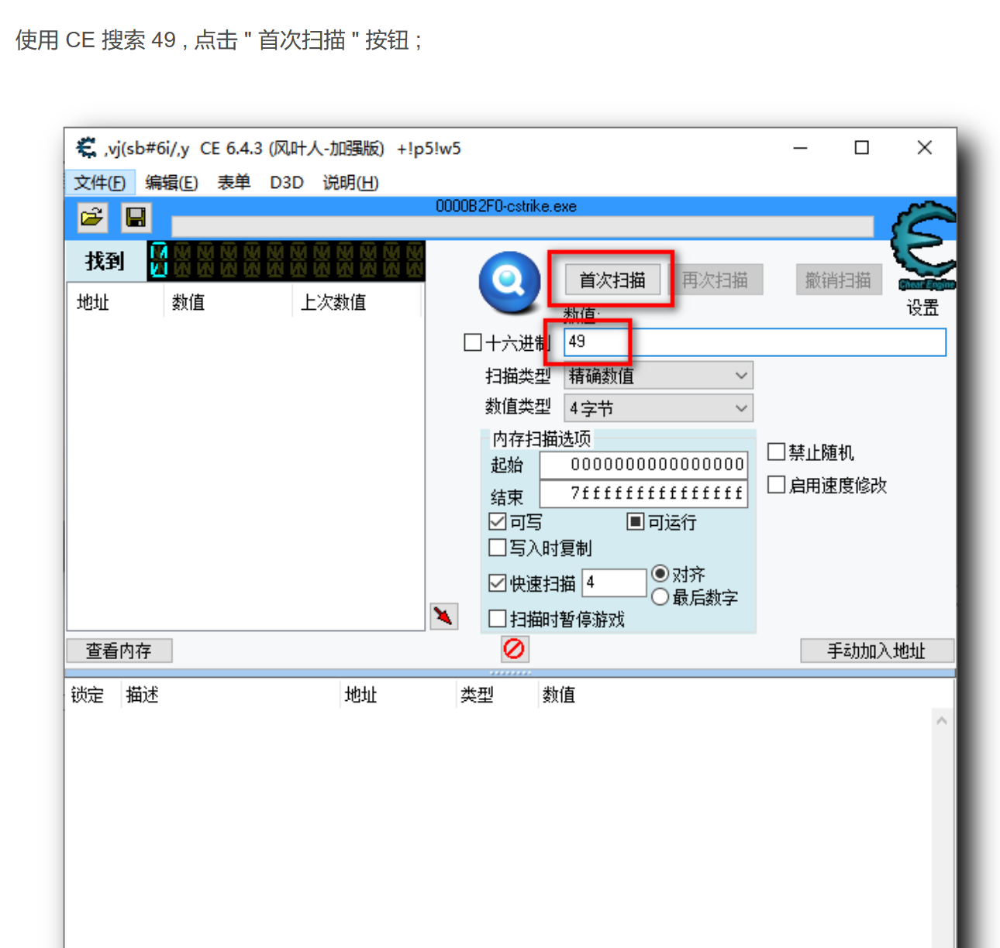 使用 CE 搜索 49 , 点击 " 首次扫描 " 按钮 ;
,vj(sb#6i/,y CE 6.4.3 (风叶人-加强版) +!p5!w5
文件(F) 编辑(E) 表单 D3D 说明(H)
0000B2F0-cstrike.exe
找到 0
首次扫描 再次扫描 撤销扫描
Cheat Engine
设置
地址 数值 上次数值
数值:
十六进制 49
扫描类型 精确数值
数值类型 4 字节
内存扫描选项
起始 0000000000000000
结束 7fffffffffffffff
禁止随机
启用速度修改
可写 可运行
写入时复制
快速扫描 4 对齐
最后数字
扫描时暂停游戏
查看内存 手动加入地址
锁定 描述 地址 类型 数值